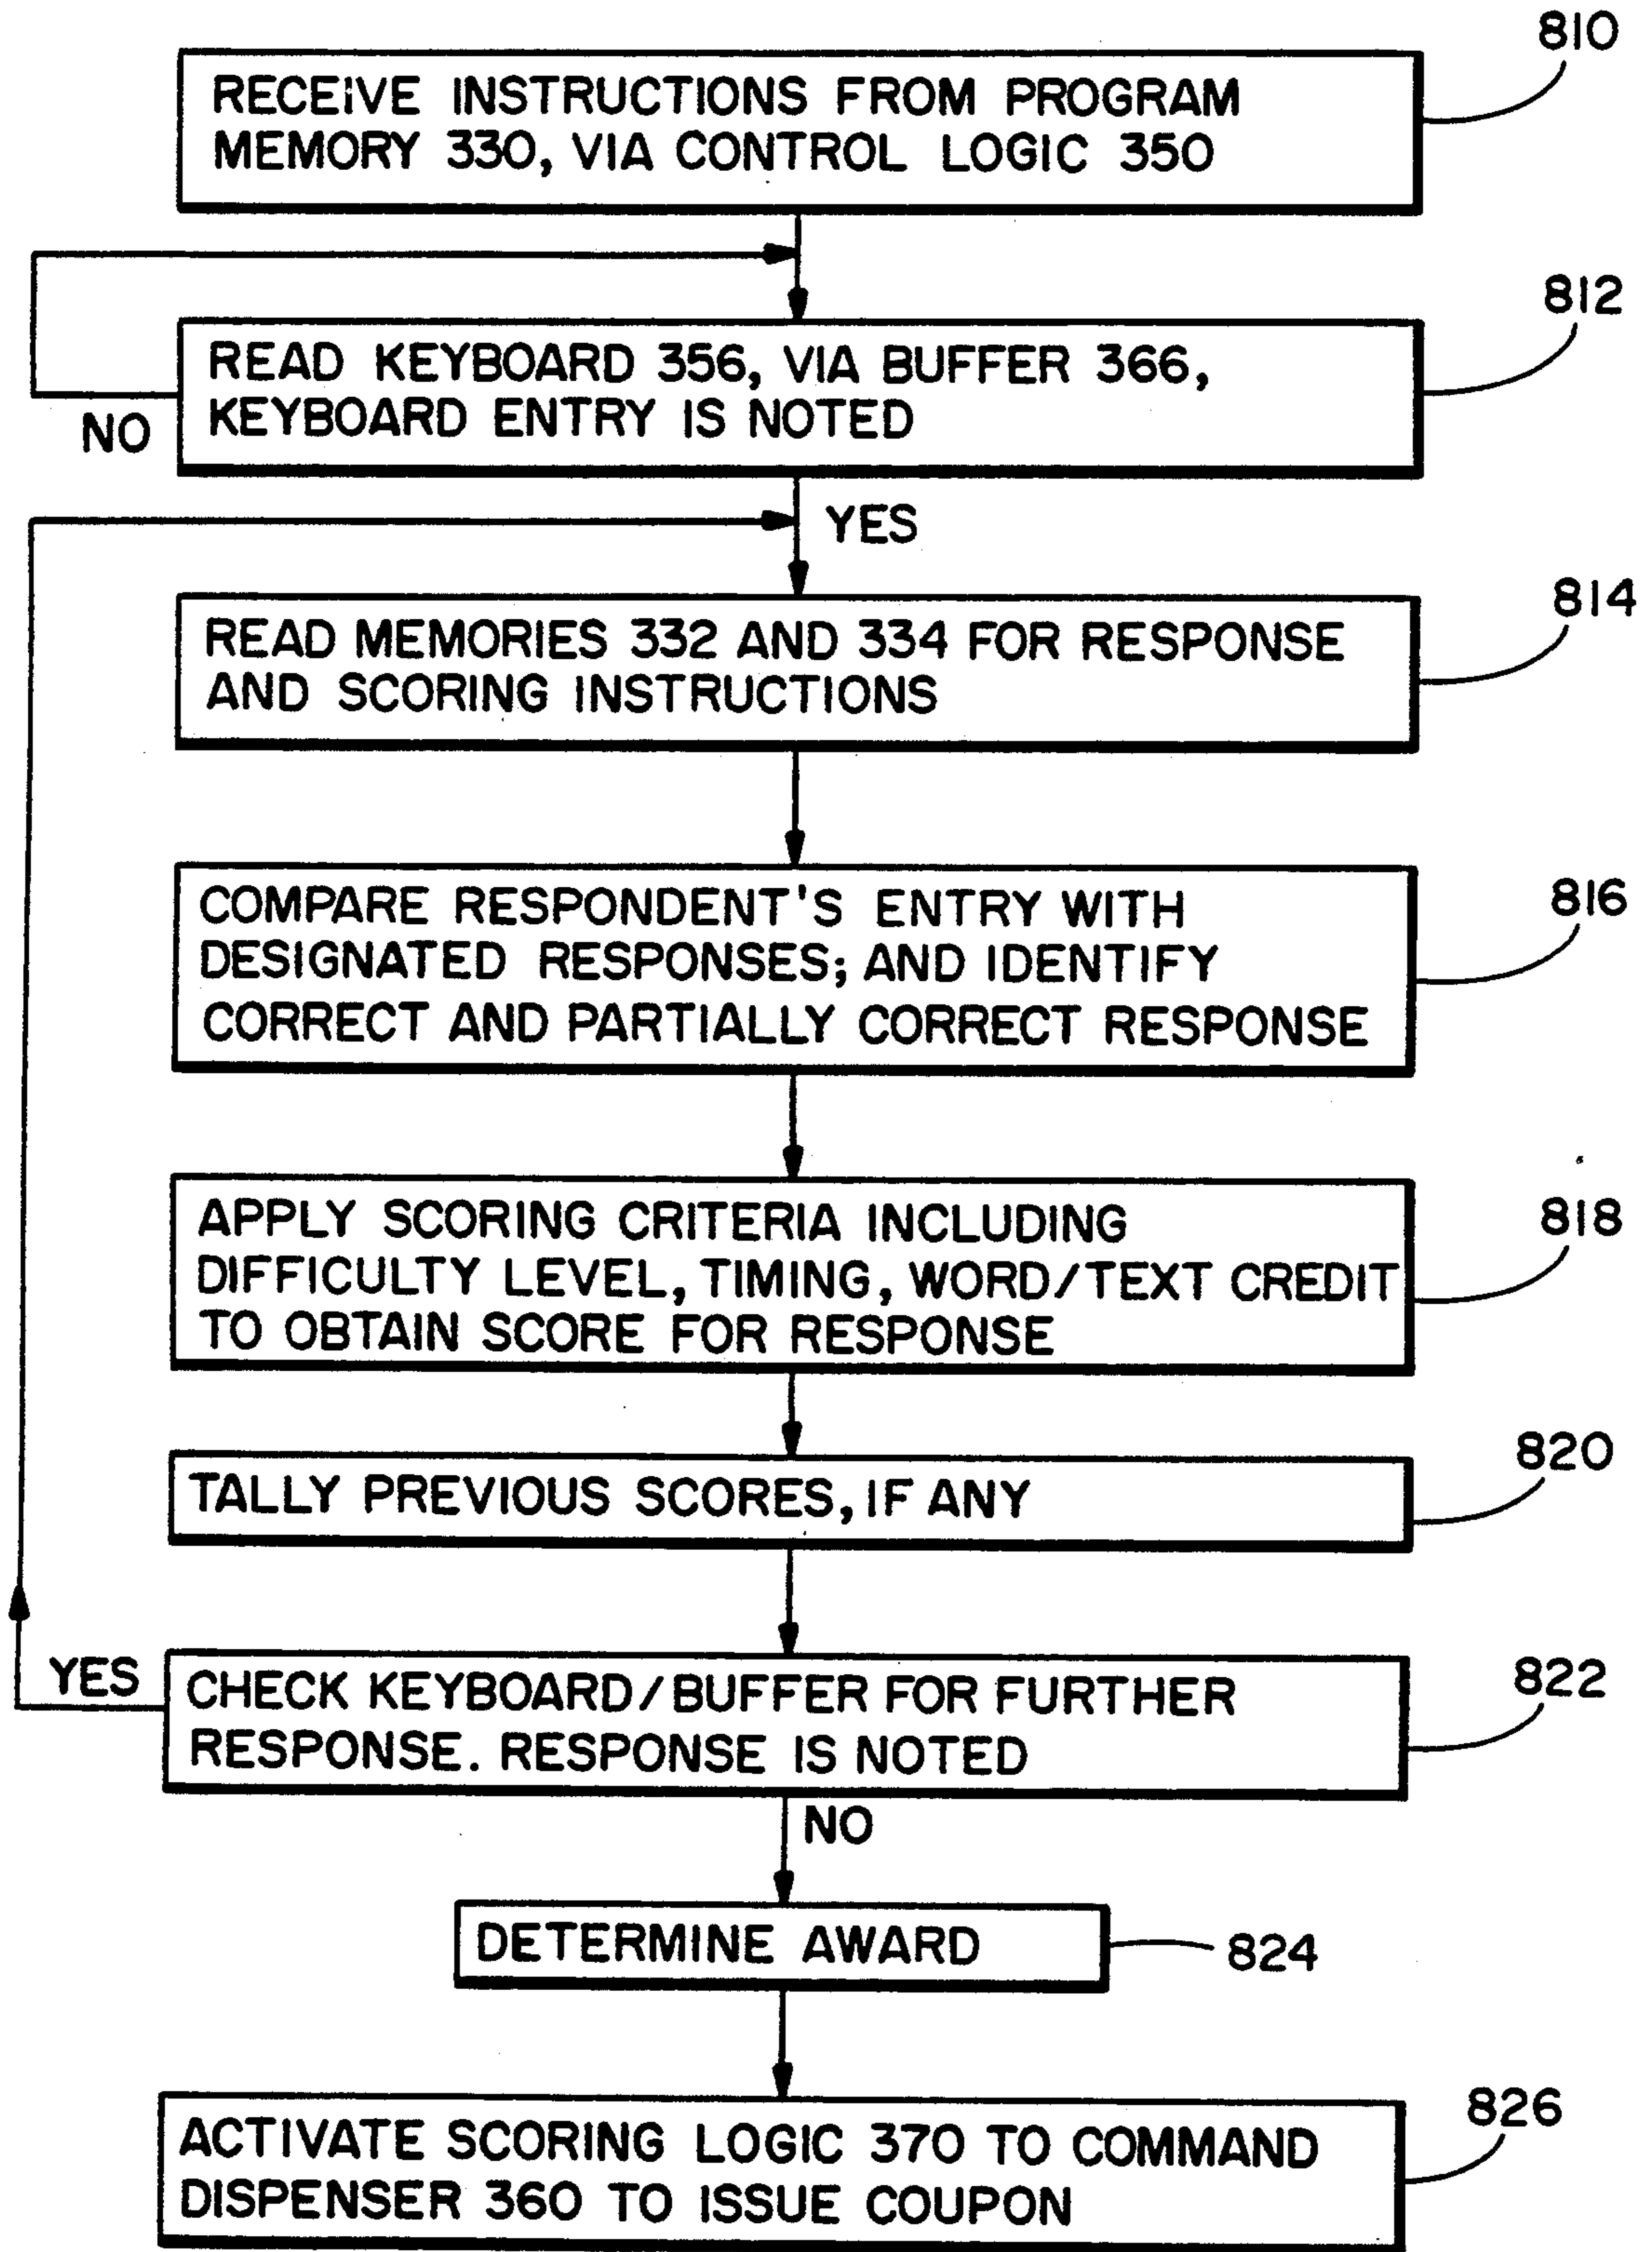 810
RECEIVE INSTRUCTIONS FROM PROGRAM
MEMORY 330, VIA CONTROL LOGIC 350
812
READ KEYBOARD 356, VIA BUFFER 366,
KEYBOARD ENTRY IS NOTED
NO
YES
814
READ MEMORIES 332 AND 334 FOR RESPONSE
AND SCORING INSTRUCTIONS
816
COMPARE RESPONDENT'S ENTRY WITH
DESIGNATED RESPONSES; AND IDENTIFY
CORRECT AND PARTIALLY CORRECT RESPONSE
818
APPLY SCORING CRITERIA INCLUDING
DIFFICULTY LEVEL, TIMING, WORD/TEXT CREDIT
TO OBTAIN SCORE FOR RESPONSE
820
TALLY PREVIOUS SCORES, IF ANY
822
YES
CHECK KEYBOARD/BUFFER FOR FURTHER
RESPONSE. RESPONSE IS NOTED
NO
DETERMINE AWARD
824
826
ACTIVATE SCORING LOGIC 370 TO COMMAND
DISPENSER 360 TO ISSUE COUPON